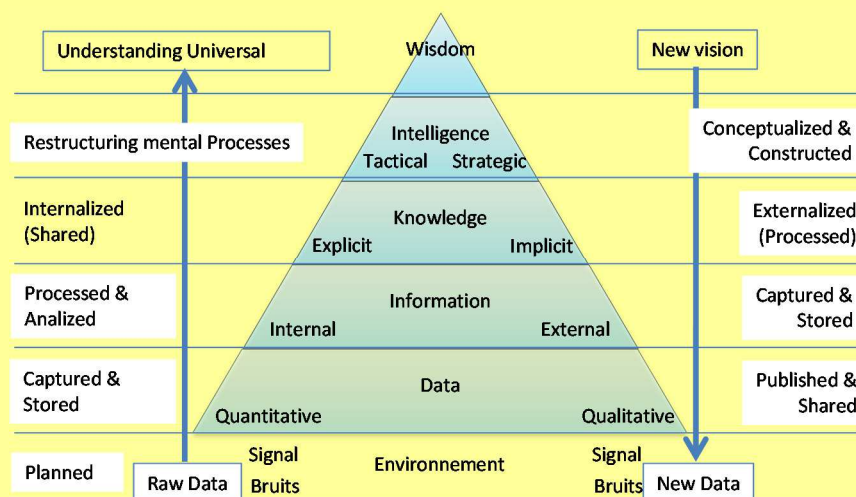 Understanding Universal
Wisdom
New vision
Restructuring mental Processes
Intelligence
Tactical Strategic
Conceptualized &
Constructed
Internalized
(Shared)
Knowledge
Explicit Implicit
Externalized
(Processed)
Processed &
Analized
Information
Internal External
Captured &
Stored
Captured &
Stored
Data
Quantitative Qualitative
Published &
Shared
Planned
Raw Data
Signal
Bruits
Environnement
Signal
Bruits
New Data